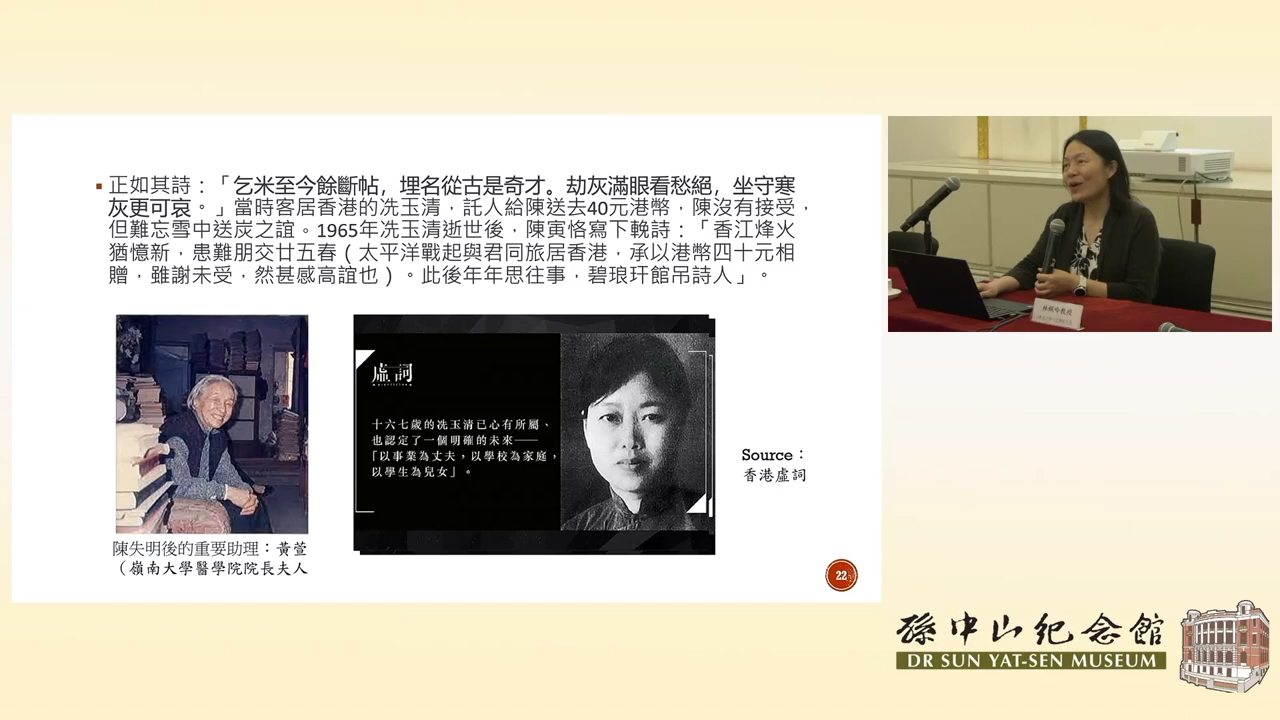 正如其詩：「乞米至今餘斷帖，埋名從古是奇才。劫灰滿眼看愁絕，坐守寒
灰更可哀。」當時客居香港的冼玉清，託人給陳送去40元港幣，陳沒有接受，
但難忘雪中送炭之誼。1965年冼玉清逝世後，陳寅恪寫下輓詩：「香江烽火
猶憶新，患難朋交廿五春（太平洋戰起與君同旅居香港，承以港幣四十元相
贈，雖謝未受，然甚感高誼也）。此後年年思往事，碧琅玕館吊詩人」。
虛詞
十六七歲的冼玉清已心有所屬、
也認定了一個明確的未來——
「以事業為丈夫，以學校為家庭，
以學生為兒女」。
Source：
香港虛詞
陳失明後的重要助理：黃萱
（嶺南大學醫學院院長夫人
22
林姵吟教授
孫中山紀念館
DR SUN YAT-SEN MUSEUM